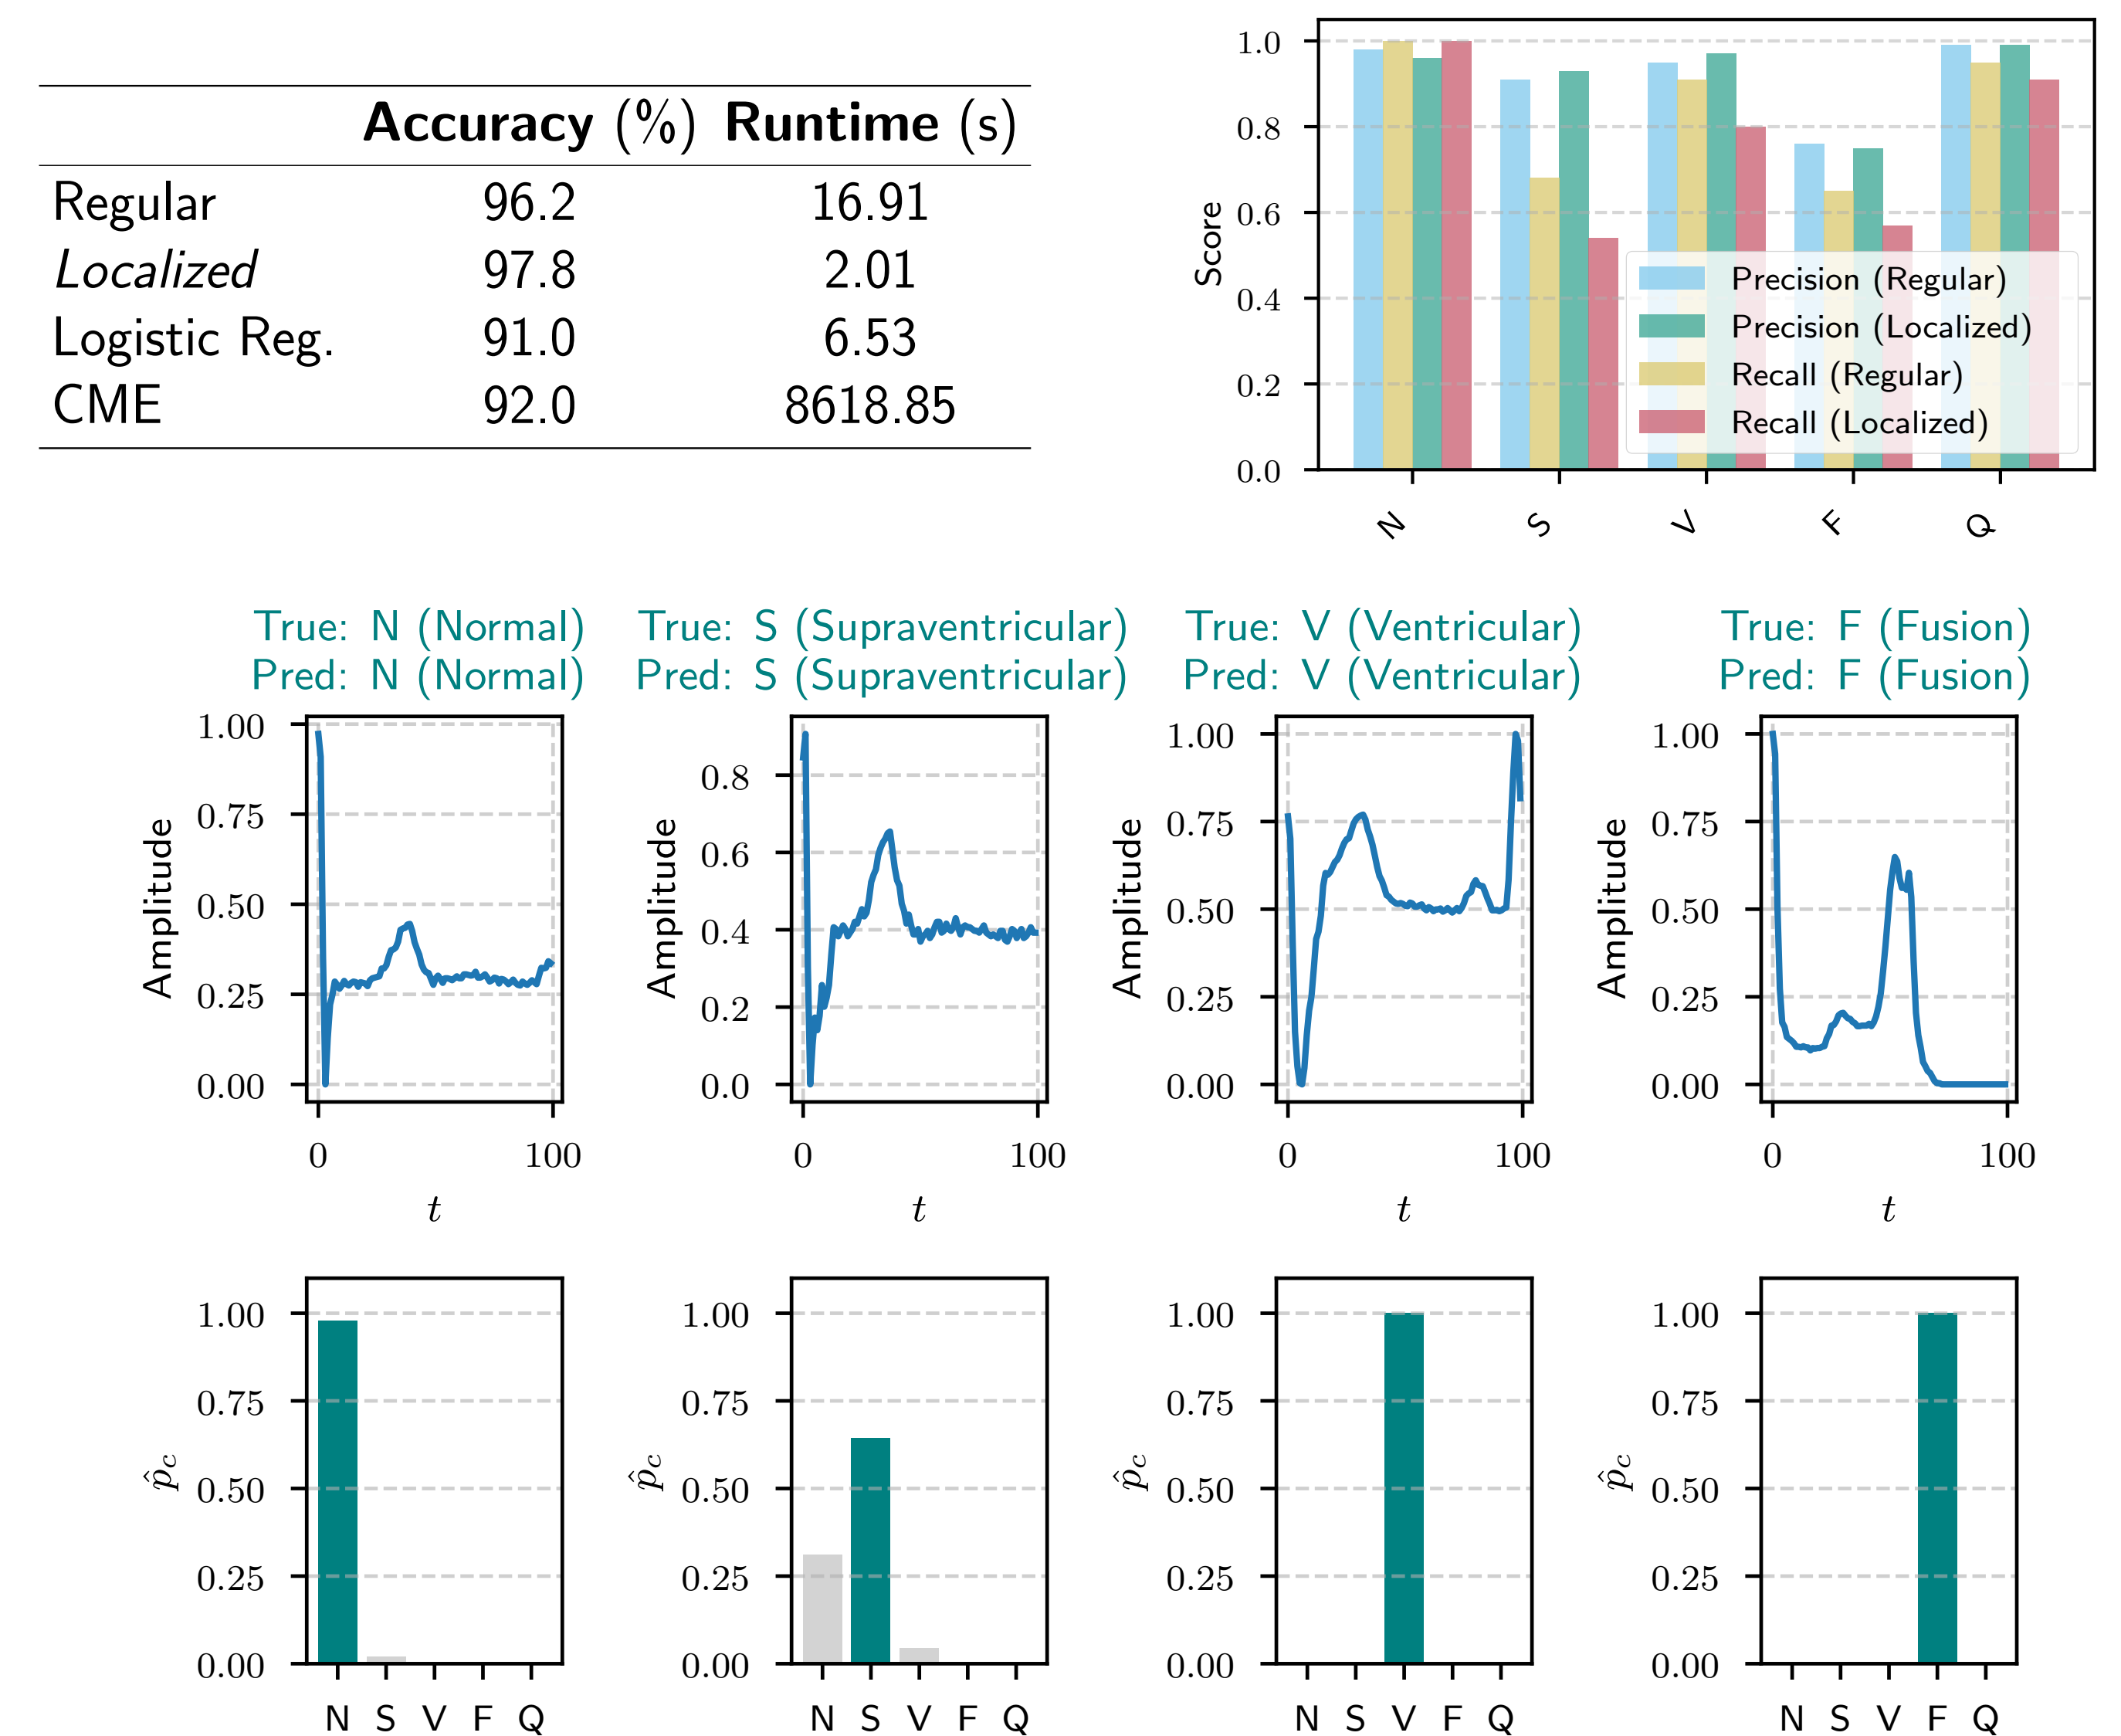 Accuracy (%) Runtime (s)
Regular 96.2 16.91
Localized 97.8 2.01
Logistic Reg. 91.0 6.53
CME 92.0 8618.85
Score
1.0
0.8
0.6
0.4
0.2
0.0
Precision (Regular)
Precision (Localized)
Recall (Regular)
Recall (Localized)
N S V F Q
True: N (Normal)
Pred: N (Normal)
Amplitude
1.00
0.75
0.50
0.25
0.00
0 100
t
True: S (Supraventricular)
Pred: S (Supraventricular)
Amplitude
0.8
0.6
0.4
0.2
0.0
0 100
t
True: V (Ventricular)
Pred: V (Ventricular)
Amplitude
1.00
0.75
0.50
0.25
0.00
0 100
t
True: F (Fusion)
Pred: F (Fusion)
Amplitude
1.00
0.75
0.50
0.25
0.00
0 100
t
p̂c
1.00
0.75
0.50
0.25
0.00
N S V F Q
p̂c
1.00
0.75
0.50
0.25
0.00
N S V F Q
p̂c
1.00
0.75
0.50
0.25
0.00
N S V F Q
p̂c
1.00
0.75
0.50
0.25
0.00
N S V F Q